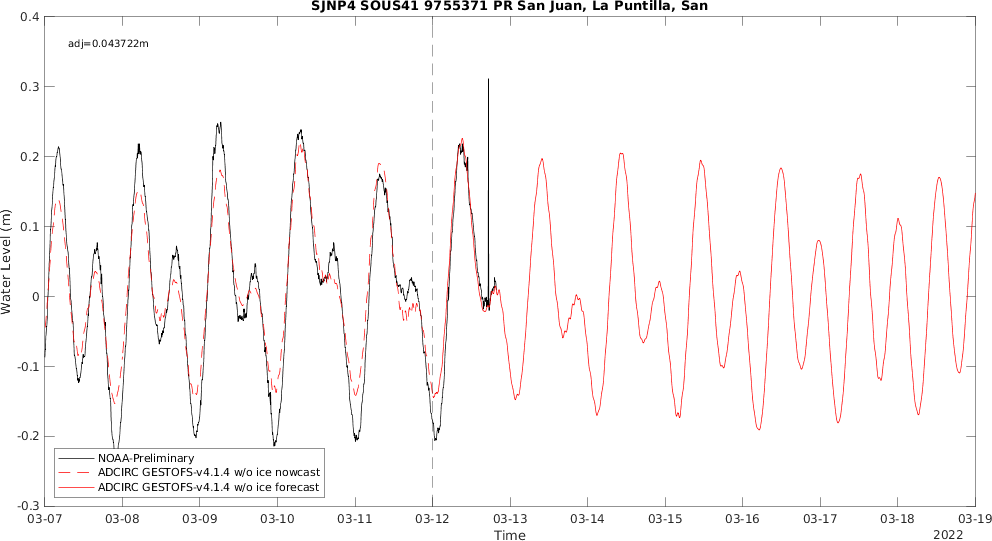 SJNP4 SOUS41 9755371 PR San Juan, La Puntilla, San
adj=0.043722m
Water Level (m)
0.4
0.3
0.2
0.1
0
-0.1
-0.2
-0.3
NOAA-Preliminary
ADCIRC GESTOFS-v4.1.4 w/o ice nowcast
ADCIRC GESTOFS-v4.1.4 w/o ice forecast
03-07 03-08 03-09 03-10 03-11 03-12 03-13 03-14 03-15 03-16 03-17 03-18 03-19
Time
2022